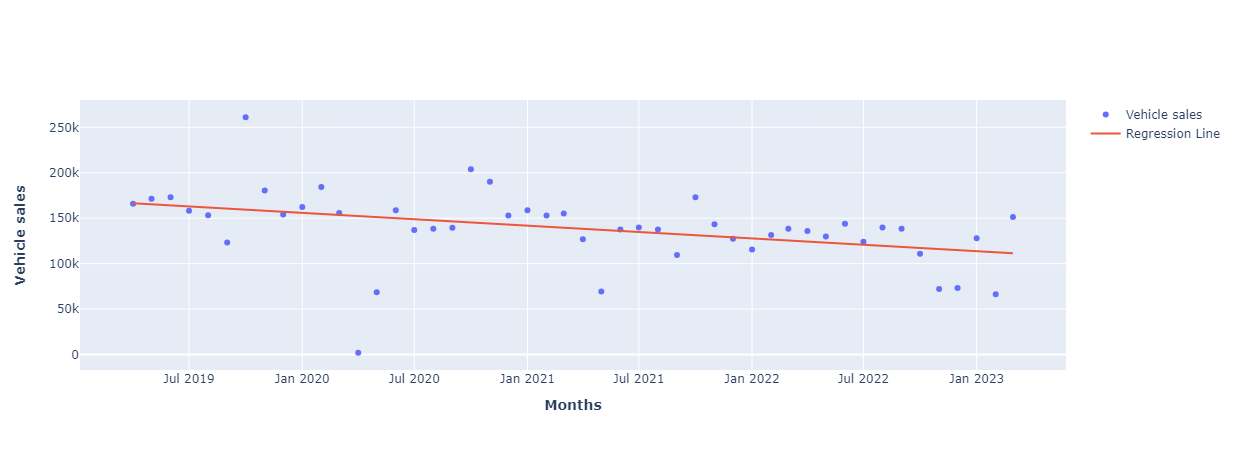 Vehicle sales
250k
200k
150k
100k
50k
0
Jul 2019 Jan 2020 Jul 2020 Jan 2021 Jul 2021 Jan 2022 Jul 2022 Jan 2023
Months
Vehicle sales
Regression Line